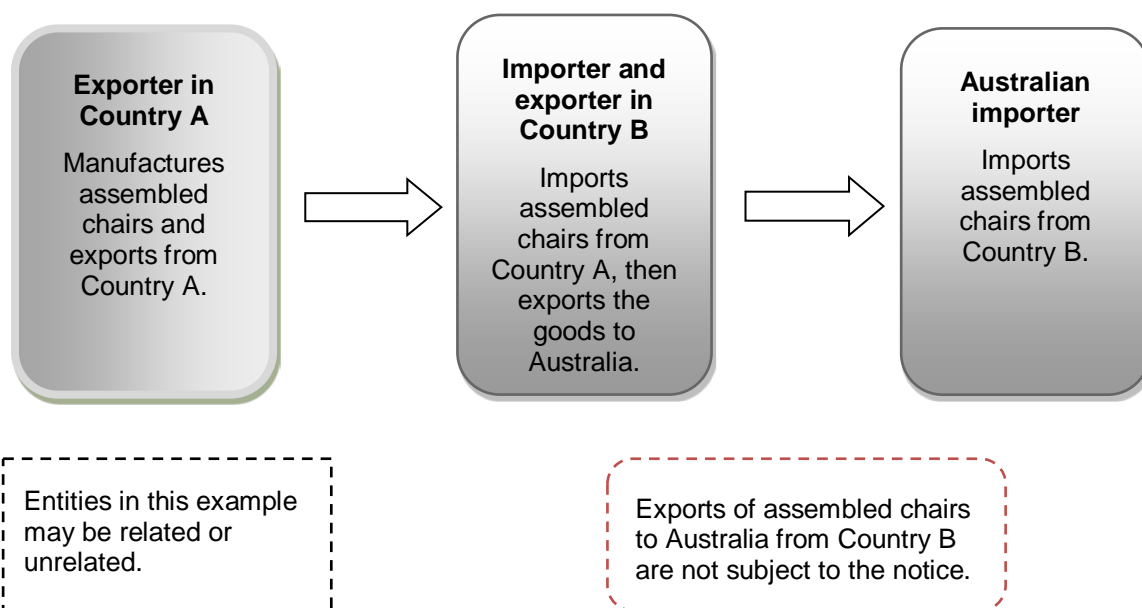 Exporter in
Country A
Manufactures
assembled
chairs and
exports from
Country A.
Importer and
exporter in
Country B
Imports
assembled
chairs from
Country A, then
exports the
goods to
Australia.
Australian
importer
Imports
assembled
chairs from
Country B.
Entities in this example
may be related or
unrelated.
Exports of assembled chairs
to Australia from Country B
are not subject to the notice.